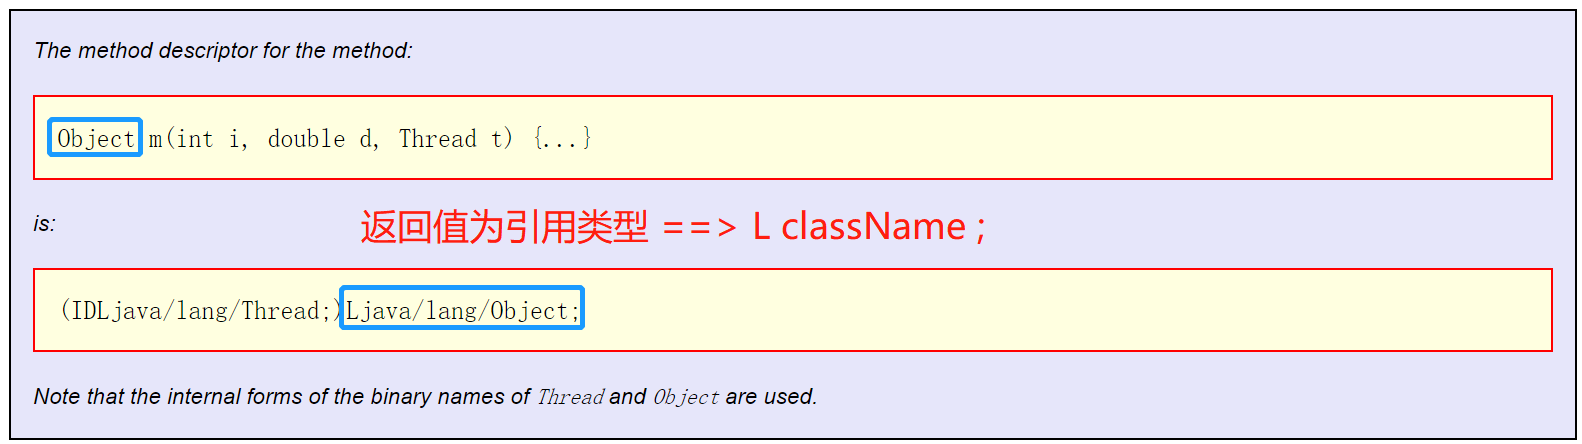 The method descriptor for the method:
Object m(int i, double d, Thread t) {...}
is:
返回值为引用类型 ==> L className ;
(IDLjava/lang/Thread;)Ljava/lang/Object;
Note that the internal forms of the binary names of Thread and Object are used.